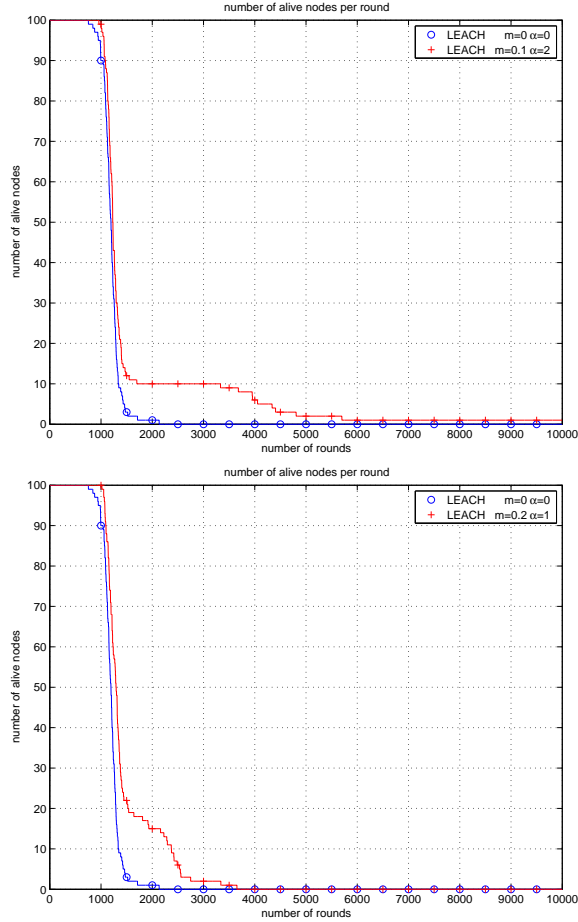 number of alive nodes per round
100
90
80
70
60
50
40
30
20
10
0
number of alive nodes
LEACH m=0 α=0
LEACH m=0.1 α=2
0 1000 2000 3000 4000 5000 6000 7000 8000 9000 10000
number of rounds
number of alive nodes per round
100
90
80
70
60
50
40
30
20
10
0
number of alive nodes
LEACH m=0 α=0
LEACH m=0.2 α=1
0 1000 2000 3000 4000 5000 6000 7000 8000 9000 10000
number of rounds